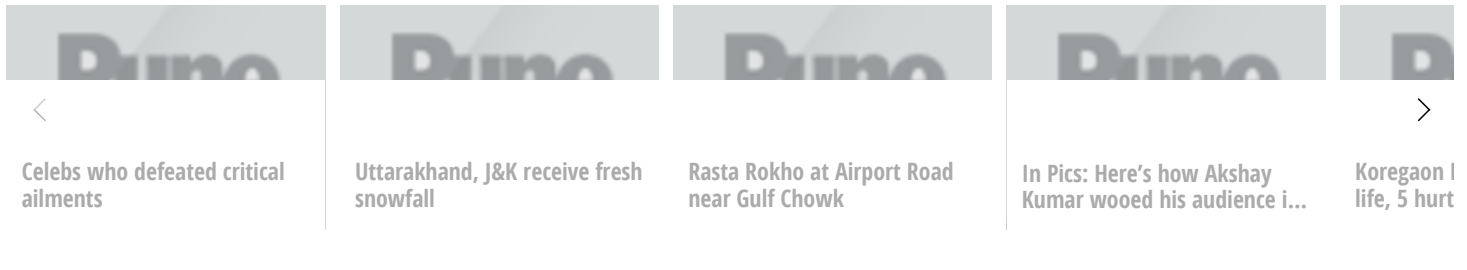 Celebs who defeated critical
ailments
Uttarakhand, J&K receive fresh
snowfall
Rasta Rokho at Airport Road
near Gulf Chowk
In Pics: Here’s how Akshay
Kumar wooed his audience i...
Koregaon
life, 5 hurt